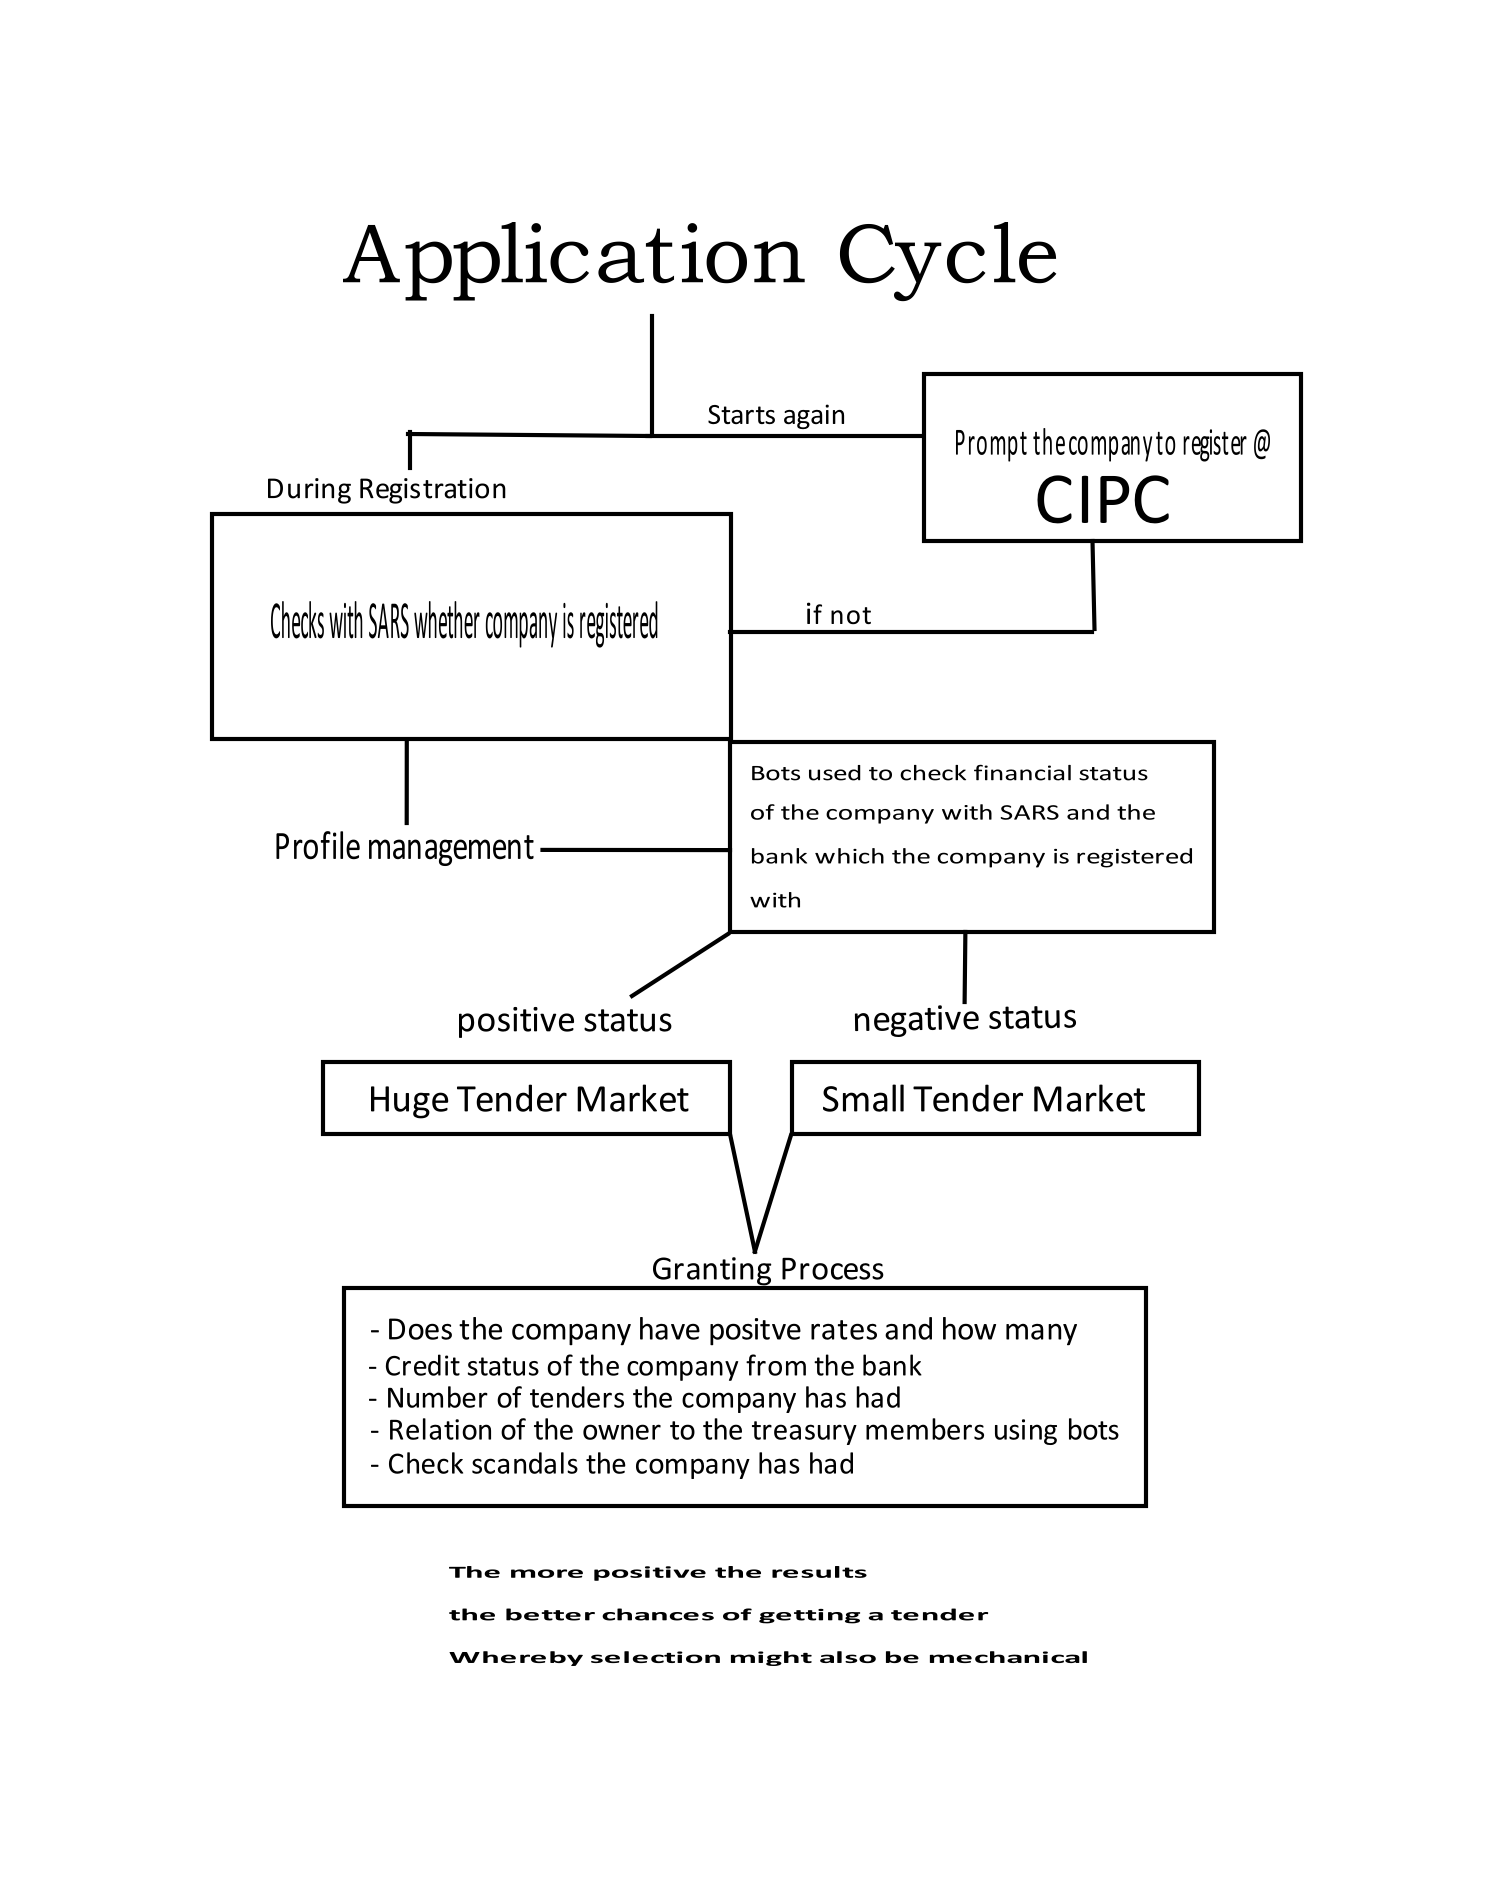 Application Cycle
Starts again
Prompt the company to register @
CIPC
During Registration
Checks with SARS whether company is registered
if not
Bots used to check financial status
of the company with SARS and the
bank which the company is registered
with
Profile management
positive status
negative status
Huge Tender Market
Small Tender Market
Granting Process
- Does the company have positve rates and how many
- Credit status of the company from the bank
- Number of tenders the company has had
- Relation of the owner to the treasury members using bots
- Check scandals the company has had
The more positive the results
the better chances of getting a tender
Whereby selection might also be mechanical